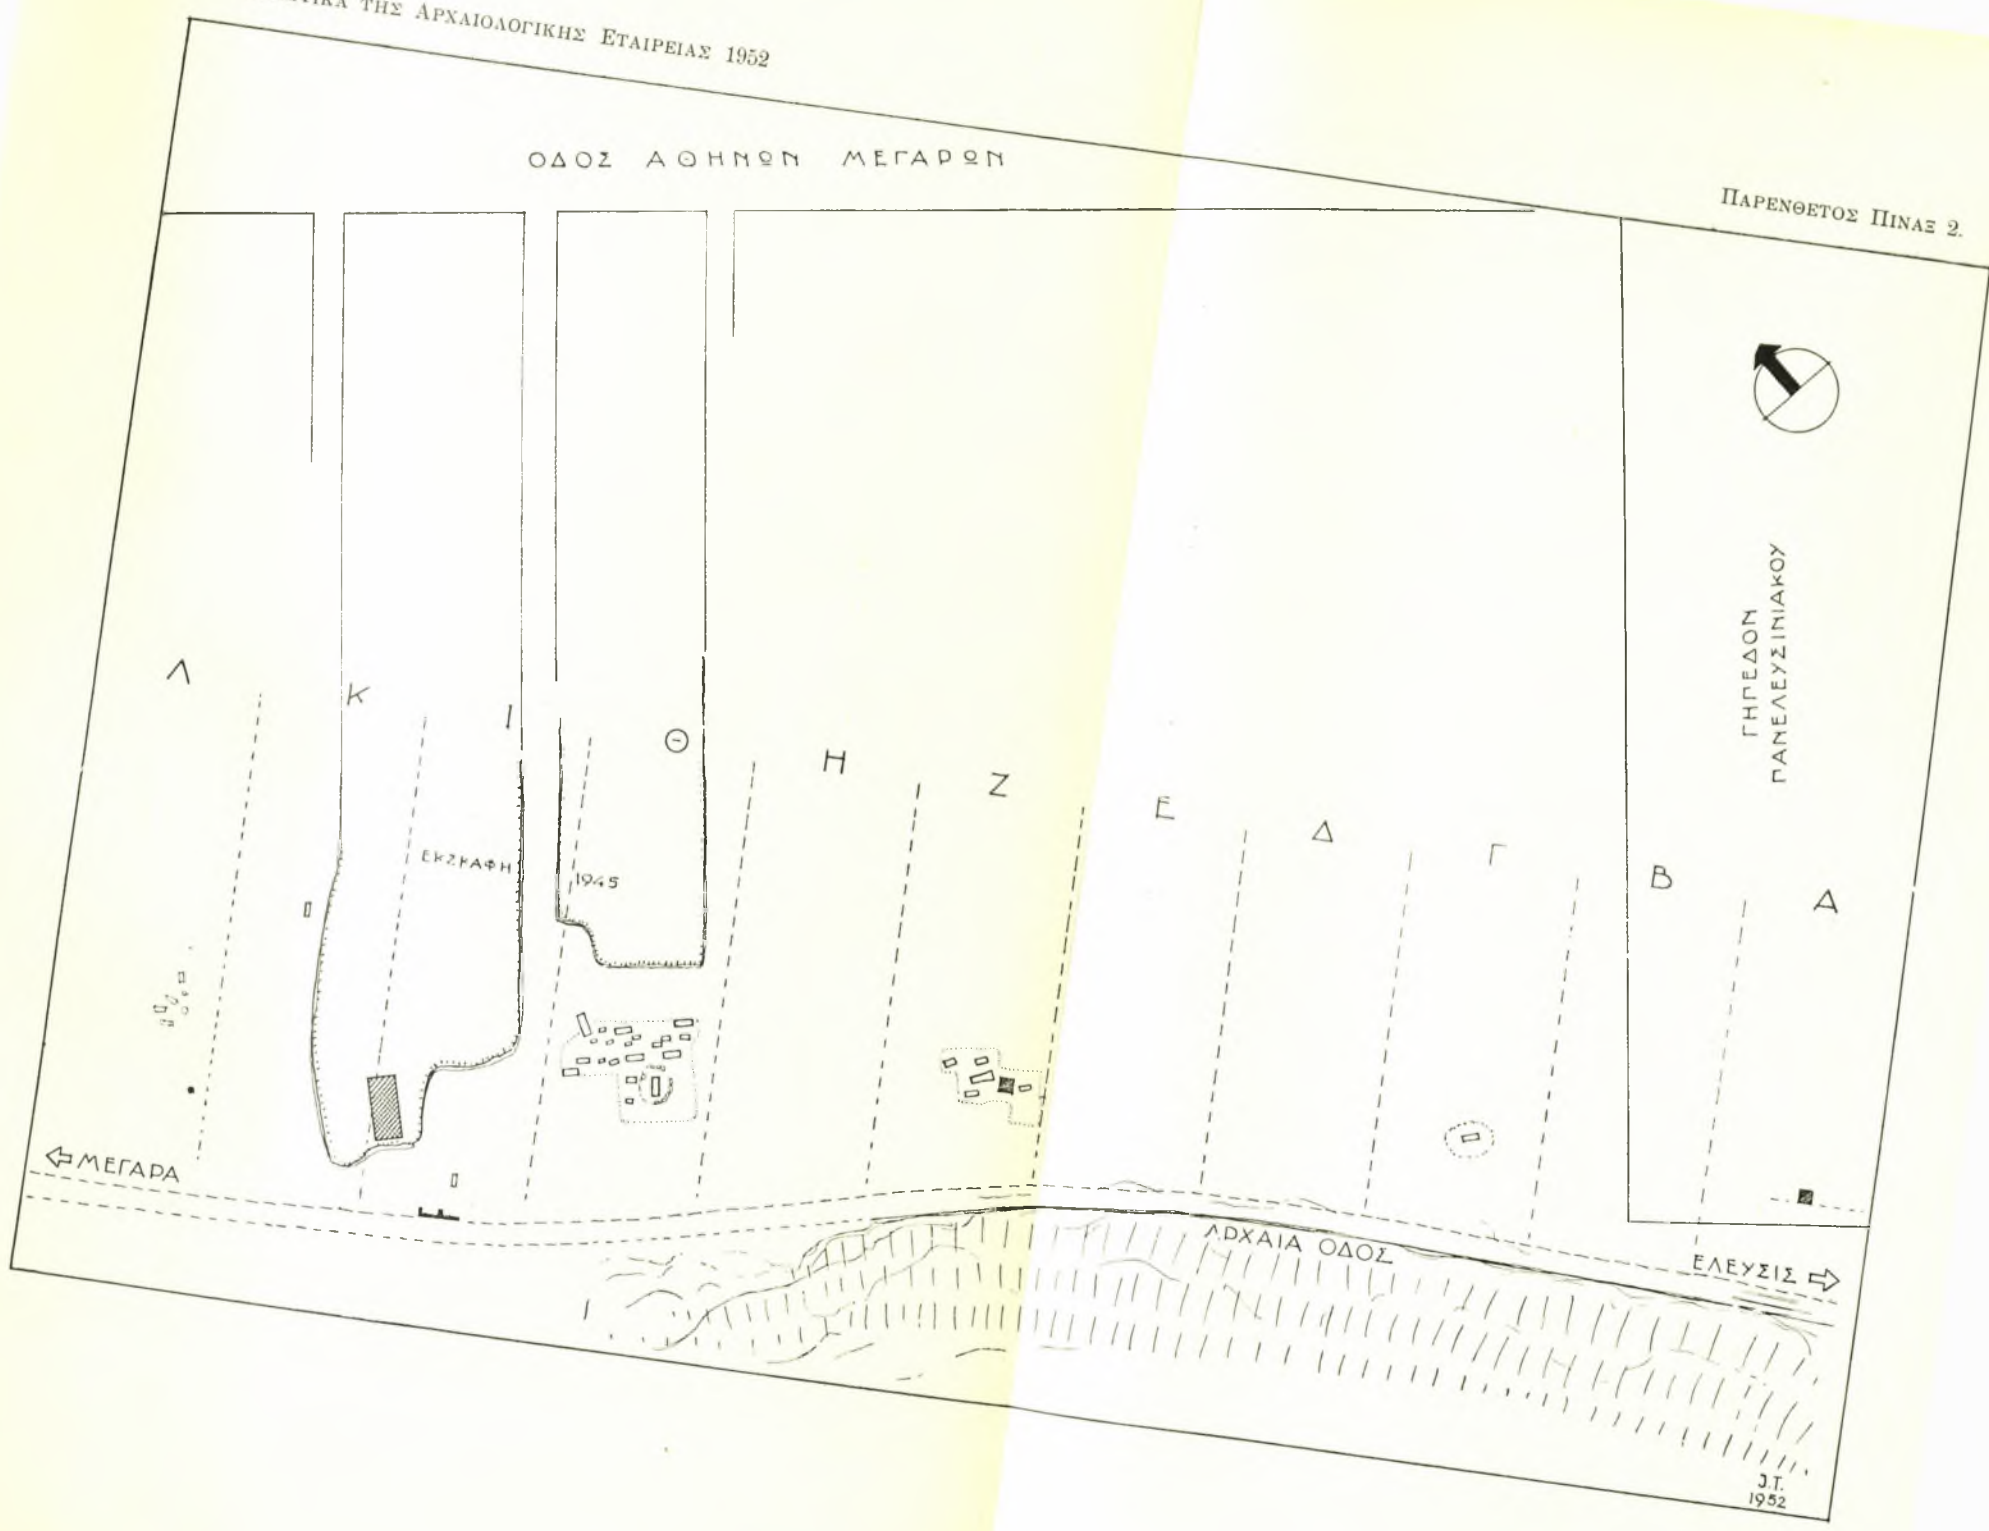 ΤΗΣ ΑΡΧΑΙΟΛΟΓΙΚΗΣ ΕΤΑΙΡΕΙΑΣ 1952
ΠΑΡΕΝΘΕΤΟΣ ΠΙΝΑΞ 2.
ΟΔΟΣ ΑΘΗΝΩΝ ΜΕΓΑΡΩΝ
ΓΗΠΕΔΟΝ
ΠΑΝΕΛΕΥΣΙΝΙΑΚΟΥ
Λ Κ Ι Θ Η Ζ Ε Δ Γ Β Α
ΕΚΣΚΑΦΗ 1945
ΜΕΓΑΡΑ
ΑΡΧΑΙΑ ΟΔΟΣ
ΕΛΕΥΣΙΣ
J.T.
1952